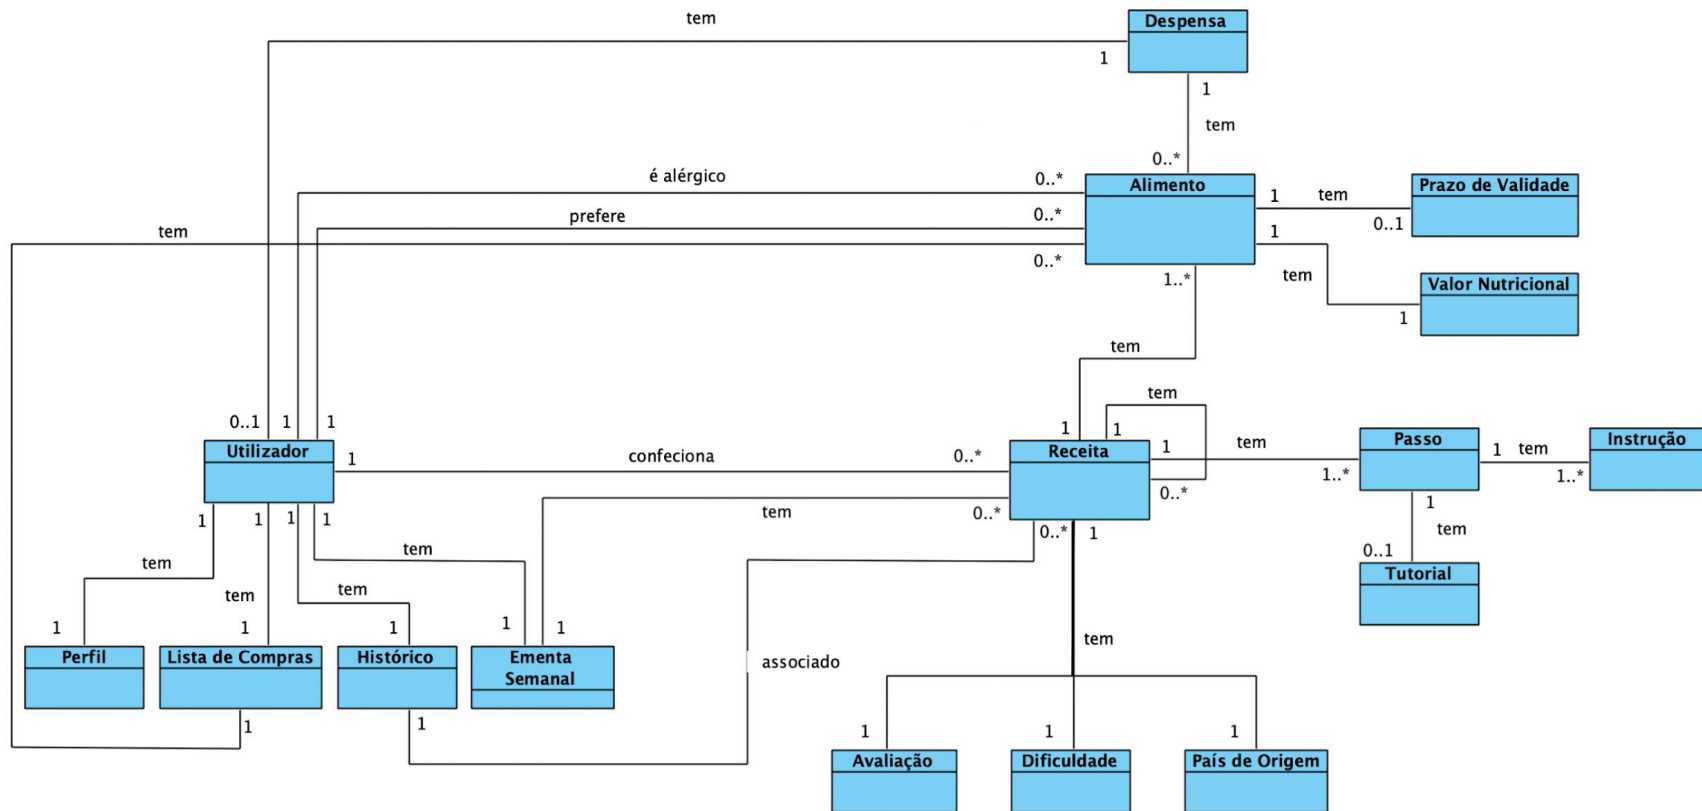 tem
Despensa
1
1
tem
0..*
é alérgico
0..*
Alimento
1
tem
Prazo de Validade
prefere
0..*
0..1
tem
0..*
1
tem
Valor Nutricional
1..*
1
tem
tem
0..1
1
1
1
1
1
Utilizador
1
confeciona
0..*
Receita
tem
1..*
Passo
1
tem
1..*
Instrução
0..*
tem
0..*
0..*
1
1
tem
0..1
Tutorial
1
1
1
1
tem
tem
tem
tem
1
1
1
1
1
Perfil
Lista de Compras
Histórico
Ementa
Semanal
tem
associado
1
1
1
1
1
Avaliação
Dificuldade
País de Origem